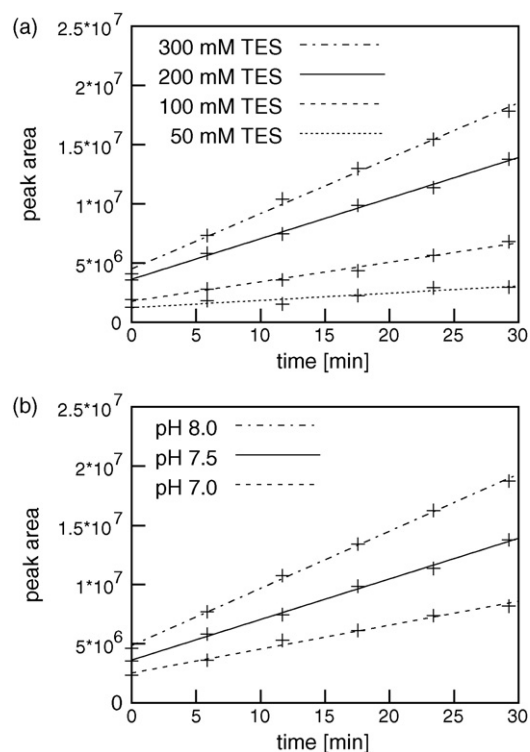 (a)
2.5*10^7
2*10^7
1.5*10^7
1*10^7
5*10^6
0
peak area
300 mM TES
200 mM TES
100 mM TES
50 mM TES
0 5 10 15 20 25 30
time [min]
(b)
2.5*10^7
2*10^7
1.5*10^7
1*10^7
5*10^6
0
peak area
pH 8.0
pH 7.5
pH 7.0
0 5 10 15 20 25 30
time [min]